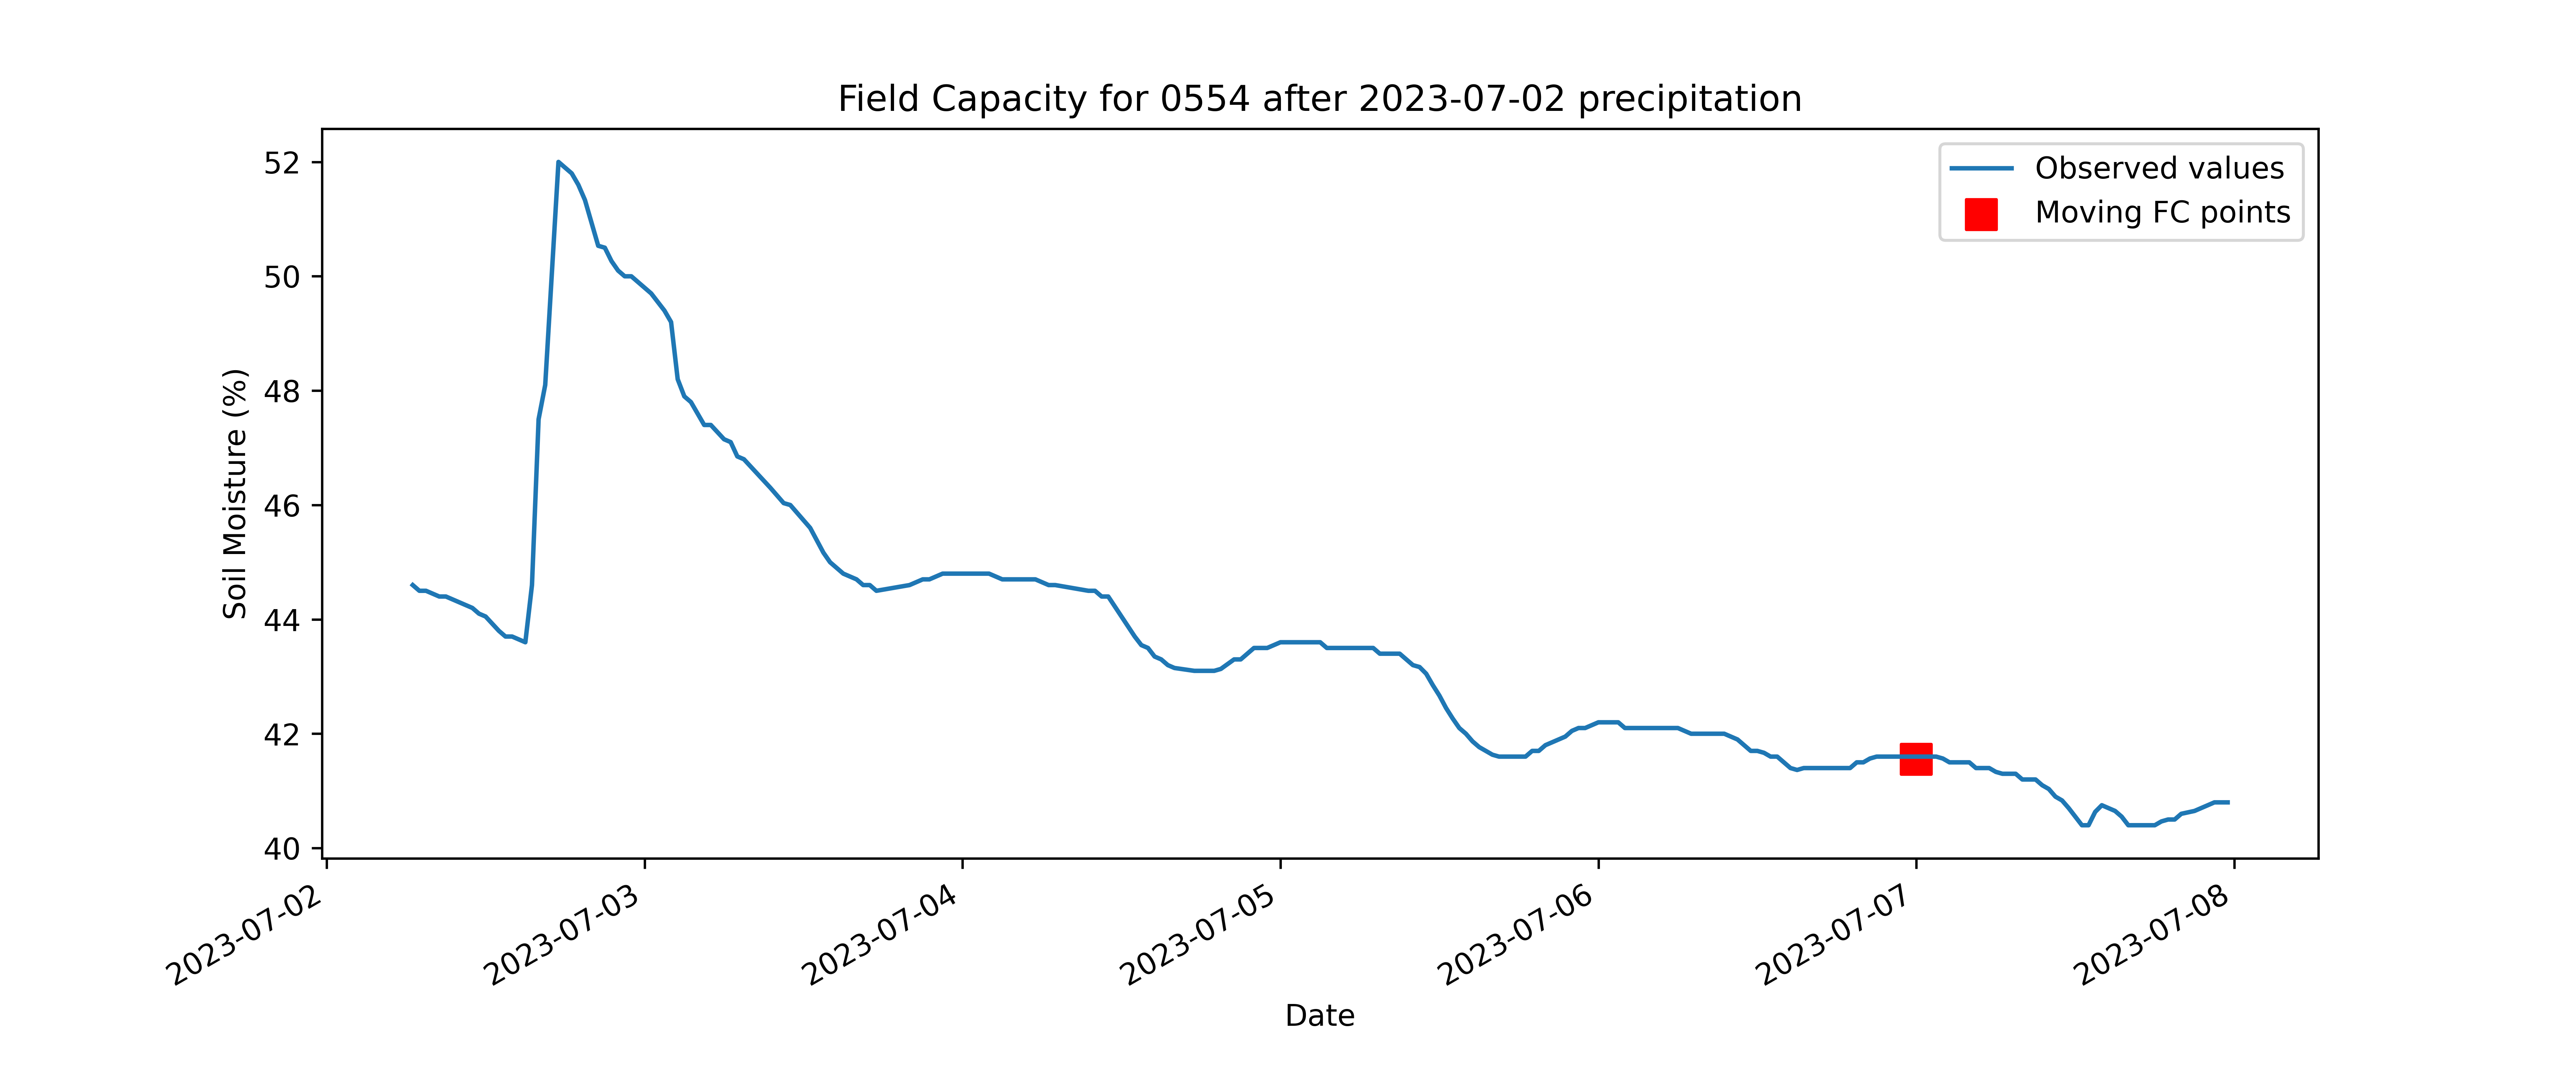 Field Capacity for 0554 after 2023-07-02 precipitation
Observed values
Moving FC points
Soil Moisture (%)
52
50
48
46
44
42
40
2023-07-02
2023-07-03
2023-07-04
2023-07-05
2023-07-06
2023-07-07
2023-07-08
Date